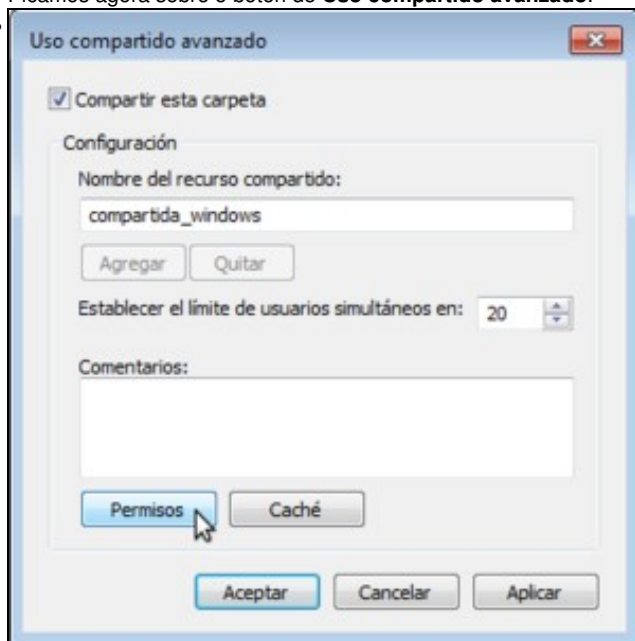 Picamos agora sobre o botón de Uso compartido avanzado.
Uso compartido avanzado
Compartir esta carpeta
Configuración
Nombre del recurso compartido:
compartida_windows
Agregar Quitar
Establecer el límite de usuarios simultáneos en: 20
Comentarios:
Permisos Caché
Aceptar Cancelar Aplicar